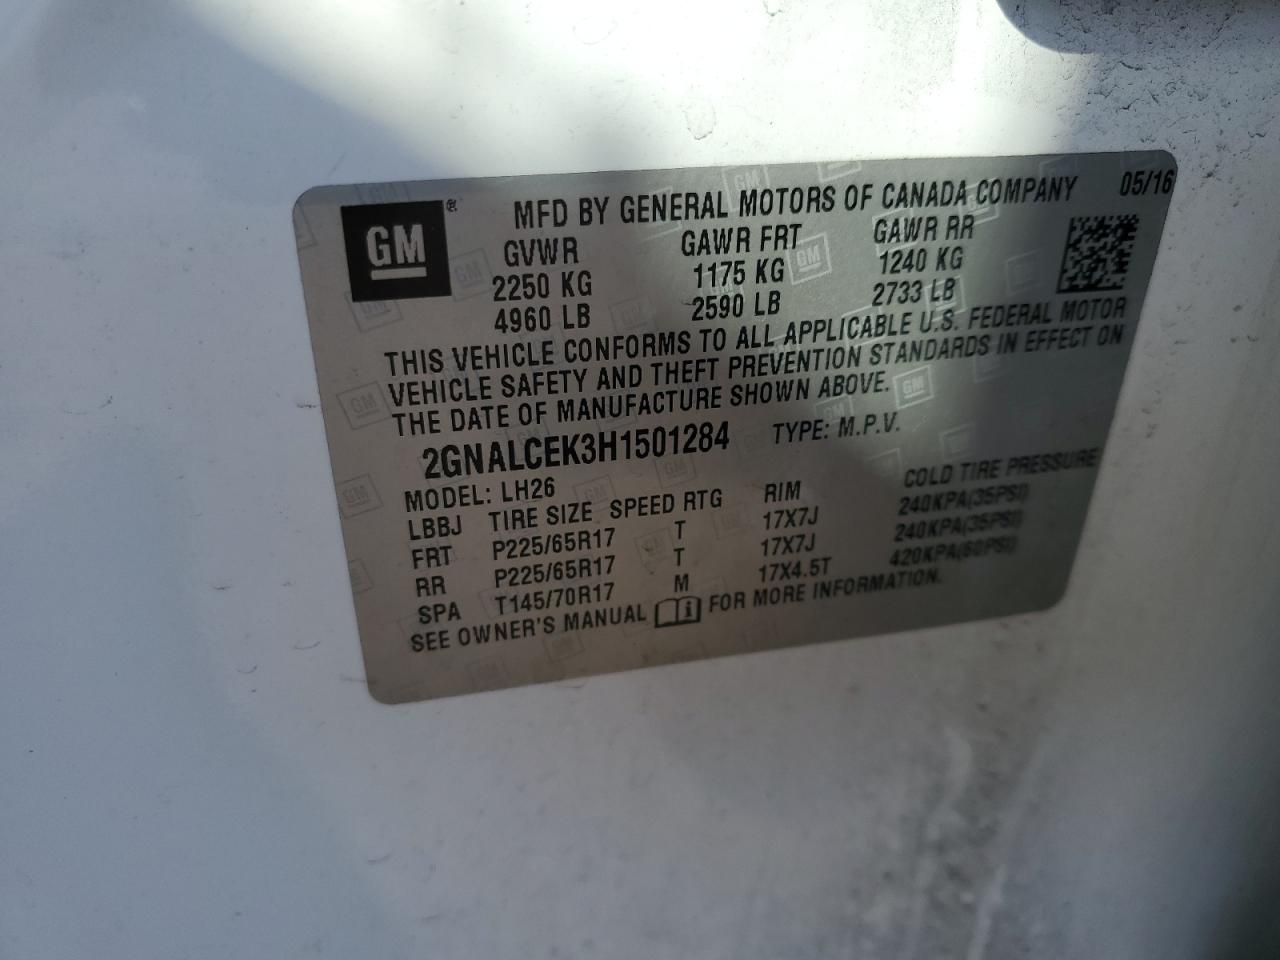 GM ®
MFD BY GENERAL MOTORS OF CANADA COMPANY 05/16
GVWR GAWR FRT GAWR RR
2250 KG 1175 KG 1240 KG
4960 LB 2590 LB 2733 LB
THIS VEHICLE CONFORMS TO ALL APPLICABLE U.S. FEDERAL MOTOR
VEHICLE SAFETY AND THEFT PREVENTION STANDARDS IN EFFECT ON
THE DATE OF MANUFACTURE SHOWN ABOVE.
2GNALCEK3H1501284 TYPE: M.P.V.
MODEL: LH26
LBBJ TIRE SIZE SPEED RTG RIM COLD TIRE PRESSURE
FRT P225/65R17 T 17X7J 240KPA(35PSI)
RR P225/65R17 T 17X7J 240KPA(35PSI)
SPA T145/70R17 M 17X4.5T 420KPA(60PSI)
SEE OWNER'S MANUAL FOR MORE INFORMATION.